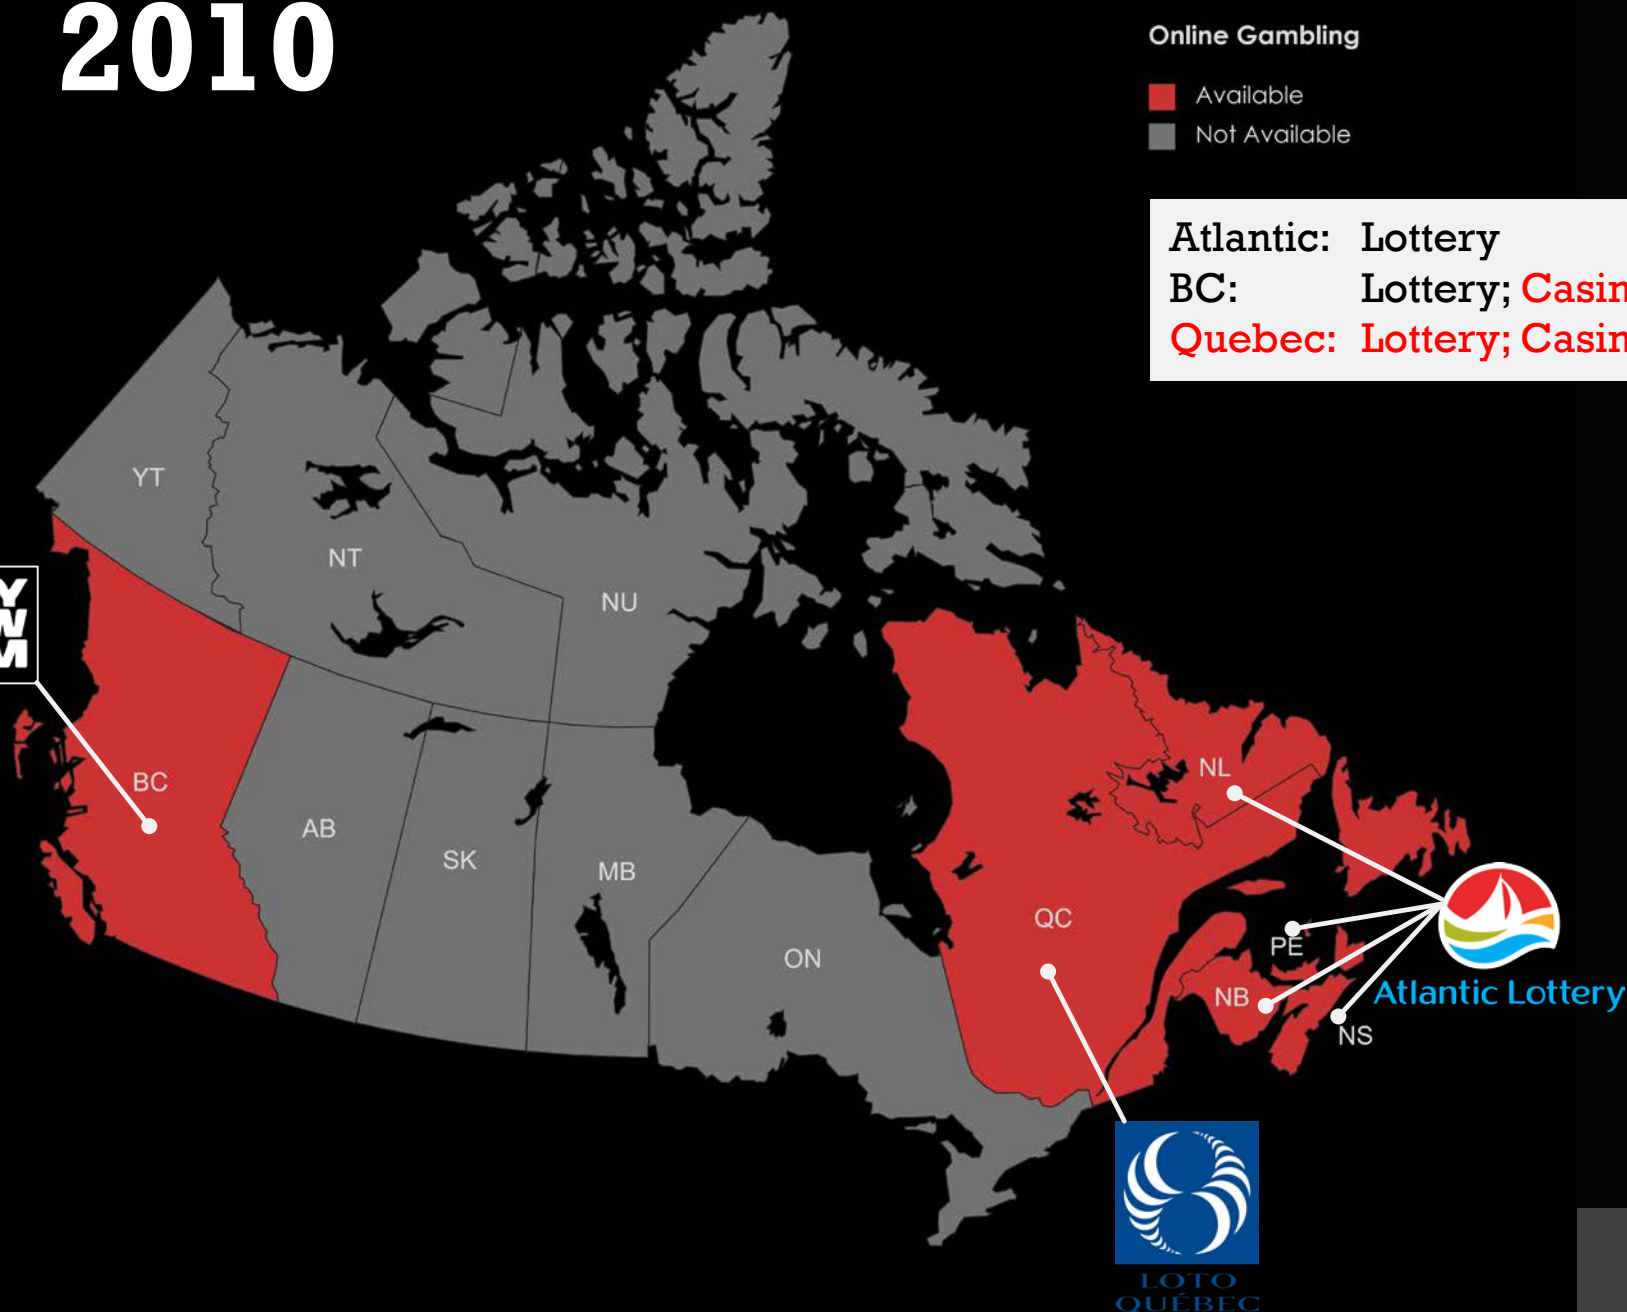 2010
Online Gambling
Available
Not Available
Atlantic: Lottery
BC: Lottery; Casin
Quebec: Lottery; Casin
YT
NT
NU
Y
W
M
BC
AB
SK
MB
ON
QC
NL
PE
NB
NS
Atlantic Lottery
LOTO
QUÉBEC